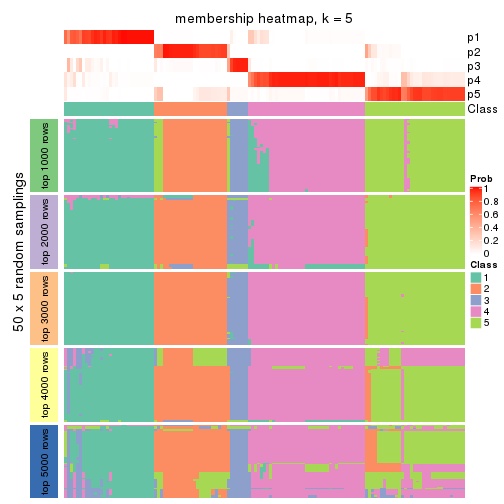 membership heatmap, k = 5
p1
p2
p3
p4
p5
Class
50 x 5 random samplings
top 1000 rows
top 2000 rows
top 3000 rows
top 4000 rows
top 5000 rows
Prob
1
0.8
0.6
0.4
0.2
0
Class
1
2
3
4
5